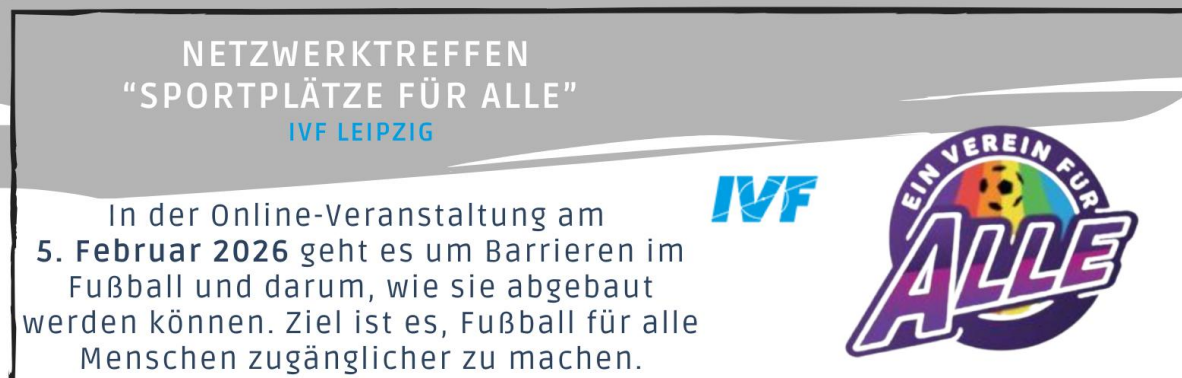 NETZWERKTREFFEN
“SPORTPLÄTZE FÜR ALLE”
IVF LEIPZIG
In der Online-Veranstaltung am
5. Februar 2026 geht es um Barrieren im
Fußball und darum, wie sie abgebaut
werden können. Ziel ist es, Fußball für alle
Menschen zugänglicher zu machen.
IVF
EIN VEREIN FÜR
ALLE